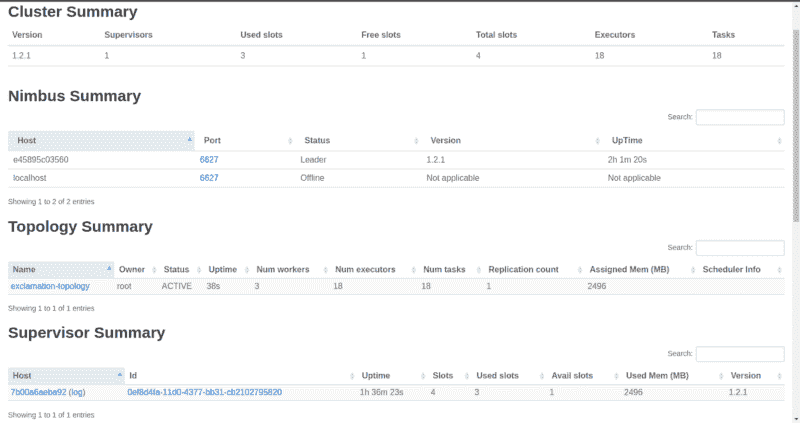 Cluster Summary
Version Supervisors Used slots Free slots Total slots Executors Tasks
1.2.1 1 3 1 4 18 18
Nimbus Summary
Search:
Host Port Status Version UpTime
e45895c03560 6627 Leader 1.2.1 2h 1m 20s
localhost 6627 Offline Not applicable Not applicable
Showing 1 to 2 of 2 entries
Topology Summary
Search:
Name Owner Status Uptime Num workers Num executors Num tasks Replication count Assigned Mem (MB) Scheduler Info
exclamation-topology root ACTIVE 38s 3 18 18 1 2496
Showing 1 to 1 of 1 entries
Supervisor Summary
Search:
Host Id Uptime Slots Used slots Avail slots Used Mem (MB) Version
7b00a6aeba92 (log) 0ef8d4fa-11d0-4377-bb31-cb2102795820 1h 36m 23s 4 3 1 2496 1.2.1
Showing 1 to 1 of 1 entries